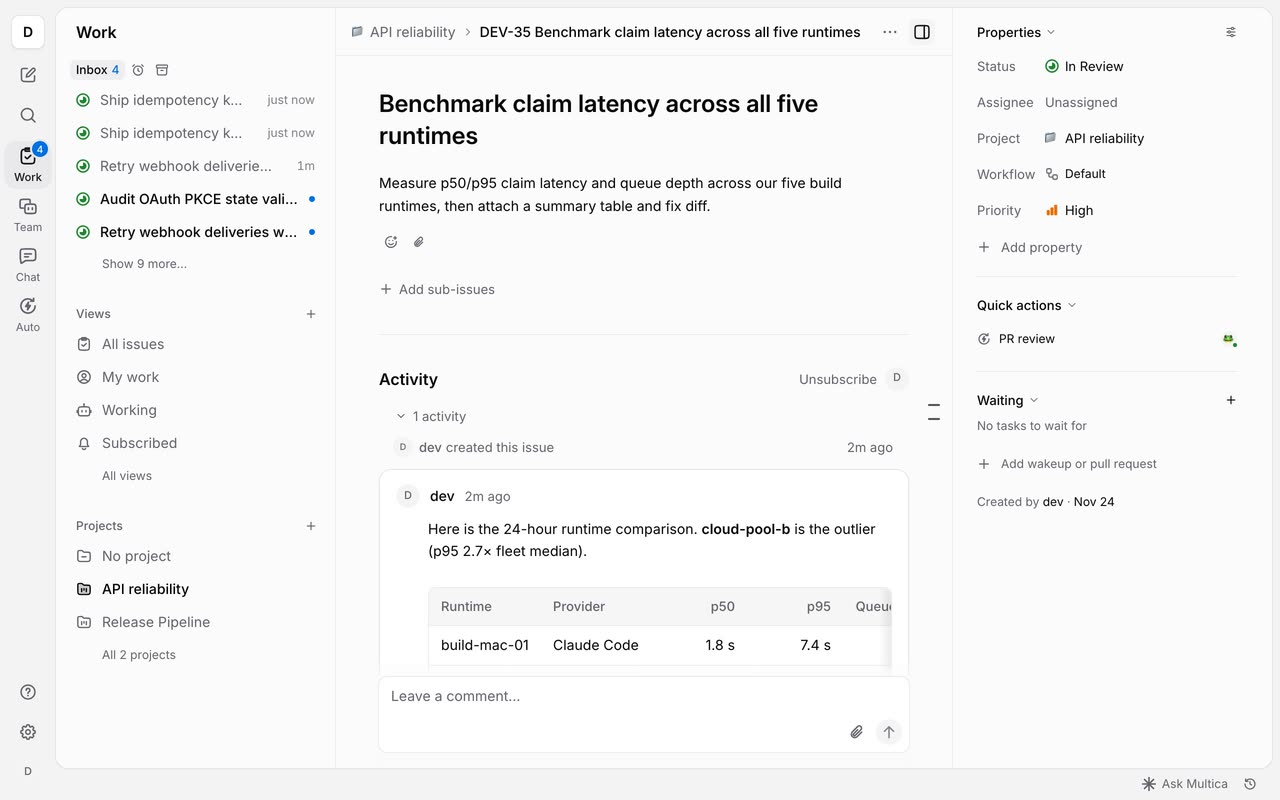 D
Work
4
Team
Chat
Auto
D
Work
Inbox 4
Ship idempotency k... just now
Ship idempotency k... just now
Retry webhook deliverie... 1m
Audit OAuth PKCE state vali...
Retry webhook deliveries w...
Show 9 more...
Views
All issues
My work
Working
Subscribed
All views
Projects
No project
API reliability
Release Pipeline
All 2 projects
API reliability › DEV-35 Benchmark claim latency across all five runtimes
Benchmark claim latency across all five
runtimes
Measure p50/p95 claim latency and queue depth across our five build
runtimes, then attach a summary table and fix diff.
Add sub-issues
Activity Unsubscribe D
1 activity
D dev created this issue 2m ago
D dev 2m ago
Here is the 24-hour runtime comparison. cloud-pool-b is the outlier
(p95 2.7× fleet median).
Runtime Provider p50 p95 Queue
build-mac-01 Claude Code 1.8 s 7.4 s
Leave a comment...
Properties
Status In Review
Assignee Unassigned
Project API reliability
Workflow Default
Priority High
Add property
Quick actions
PR review
Waiting
No tasks to wait for
Add wakeup or pull request
Created by dev · Nov 24
Ask Multica